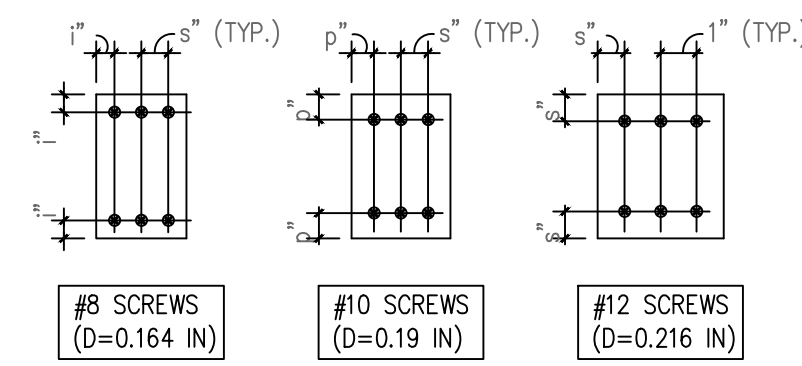 i" s" (TYP.)
p" s" (TYP.)
s" 1" (TYP.)
i"
i"
p"
p"
s"
s"
#8 SCREWS
(D=0.164 IN)
#10 SCREWS
(D=0.19 IN)
#12 SCREWS
(D=0.216 IN)